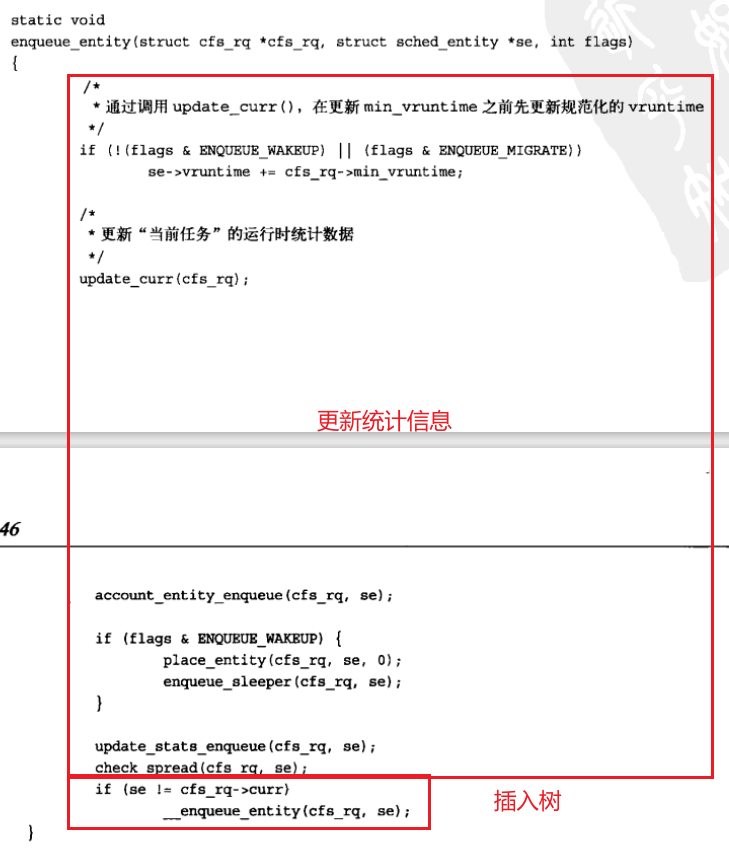 static void
enqueue_entity(struct cfs_rq *cfs_rq, struct sched_entity *se, int flags)
{
/*
* 通过调用 update_curr(), 在更新 min_vruntime 之前先更新规范化的 vruntime
*/
if (!(flags & ENQUEUE_WAKEUP) || (flags & ENQUEUE_MIGRATE))
se->vruntime += cfs_rq->min_vruntime;
/*
* 更新“当前任务”的运行时统计数据
*/
update_curr(cfs_rq);
更新统计信息
46
account_entity_enqueue(cfs_rq, se);
if (flags & ENQUEUE_WAKEUP) {
place_entity(cfs_rq, se, 0);
enqueue_sleeper(cfs_rq, se);
}
update_stats_enqueue(cfs_rq, se);
check_spread(cfs_rq, se);
if (se != cfs_rq->curr)
__enqueue_entity(cfs_rq, se);
插入树
}